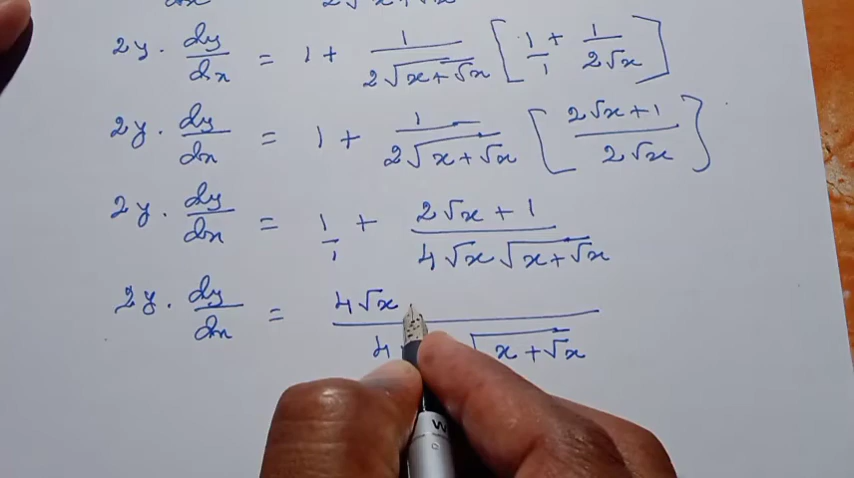 2y · dy/dx = 1 + 1/(2√(x+√x)) [ 1/1 + 1/(2√x) ]
2y · dy/dx = 1 + 1/(2√(x+√x)) [ (2√x + 1)/(2√x) ]
2y · dy/dx = 1/1 + (2√x + 1)/(4√x √(x+√x))
2y · dy/dx = 4√x / 4 √(x+√x)
W